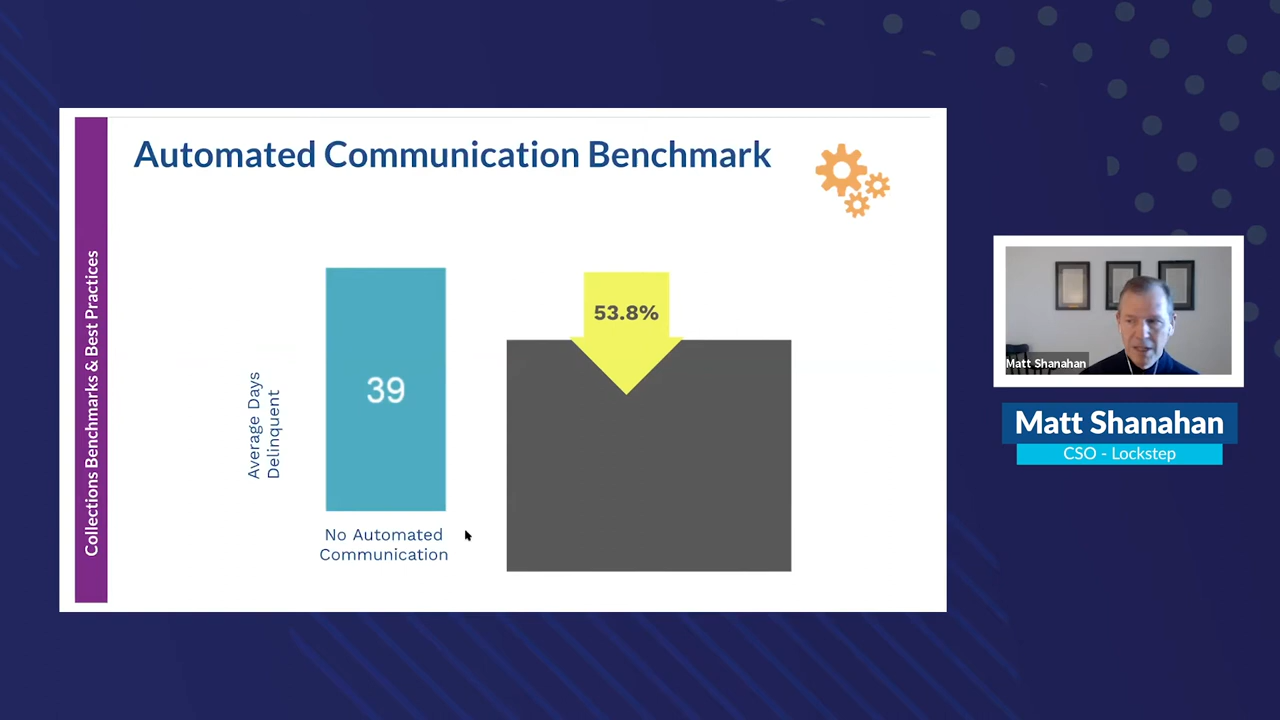 Automated Communication Benchmark
Collections Benchmarks & Best Practices
53.8%
39
Average Days
Delinquent
No Automated
Communication
Matt Shanahan
Matt Shanahan
CSO - Lockstep